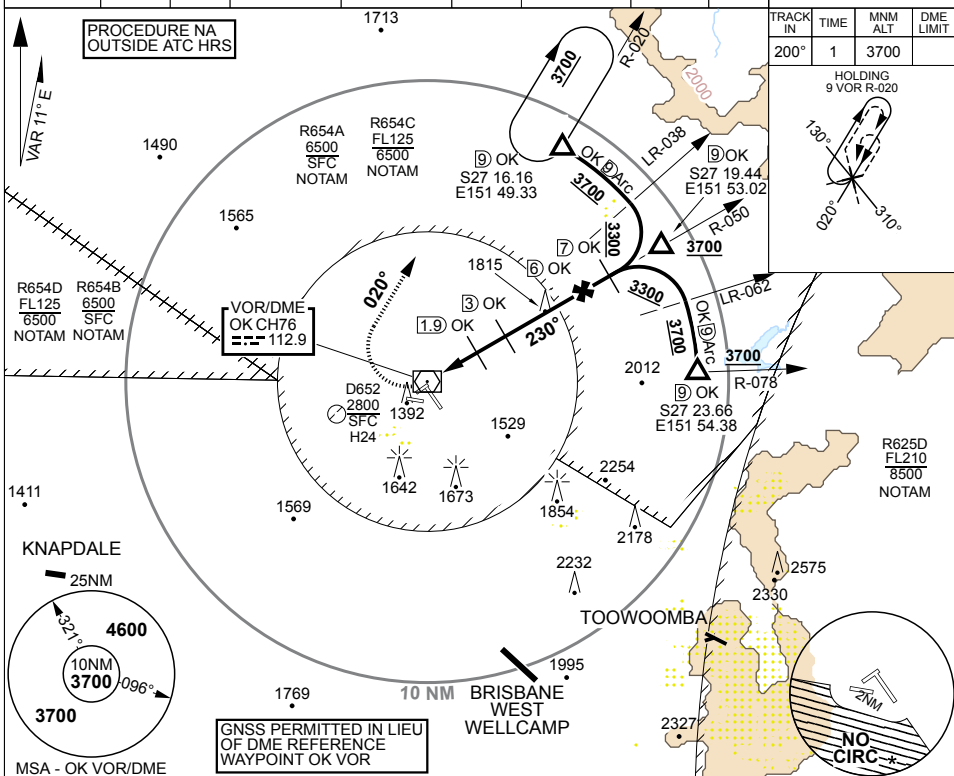 1713
PROCEDURE NA
OUTSIDE ATC HRS
TRACK IN
TIME
MNM ALT
DME LIMIT
200°
1
3700
HOLDING
9 VOR R-020
130°
020°
310°
VAR 11° E
3700
R-020
2000
1490
R654A
6500
SFC
NOTAM
R654C
FL125
6500
NOTAM
9 OK
S27 16.16
E151 49.33
OK 9 Arc
3700
LR-038
9 OK
S27 19.44
E151 53.02
R-050
3700
3300
1565
7 OK
6 OK
1815
020°
R654D
FL125
6500
NOTAM
R654B
6500
SFC
NOTAM
VOR/DME
OK CH76
112.9
3 OK
1.9 OK
230°
3300
LR-062
OK 9 Arc
3700
3700
R-078
9 OK
S27 23.66
E151 54.38
2012
D652
2800
SFC
H24
1392
1529
R625D
FL210
8500
NOTAM
1642
1673
2254
1854
1411
1569
2178
KNAPDALE
25NM
2232
2575
2330
TOOWOOMBA
321°
4600
10NM
3700
096°
3700
MSA - OK VOR/DME
1769
10 NM
BRISBANE
WEST
WELLCAMP
1995
GNSS PERMITTED IN LIEU
OF DME REFERENCE
WAYPOINT OK VOR
2327
2NM
NO
CIRC *